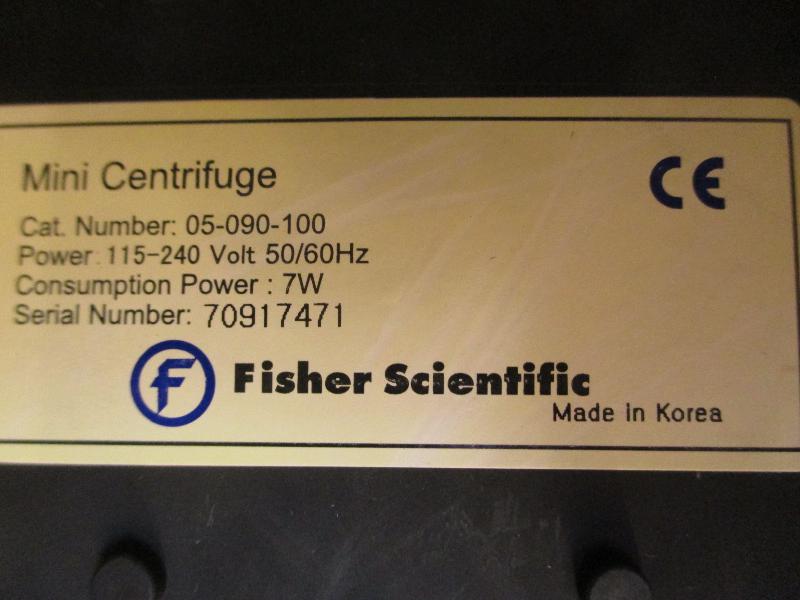 Mini Centrifuge
CE
Cat. Number: 05-090-100
Power: 115-240 Volt 50/60Hz
Consumption Power : 7W
Serial Number: 70917471
F Fisher Scientific
Made in Korea